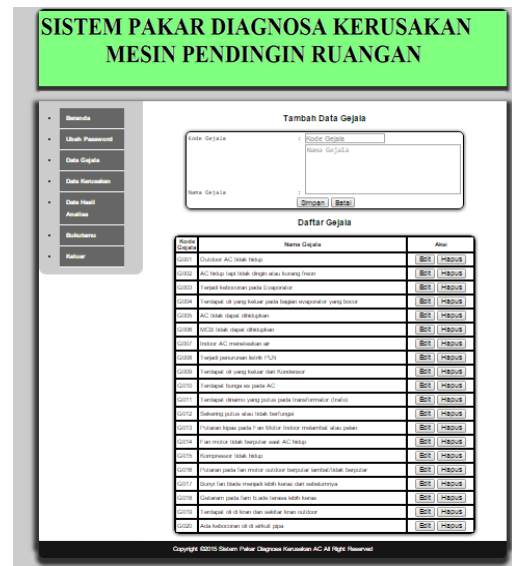 SISTEM PAKAR DIAGNOSA KERUSAKAN
MESIN PENDINGIN RUANGAN
Beranda
Ubah Password
Data Gejala
Data Kerusakan
Data Hasil
Analisa
Bukutamu
Keluar
Tambah Data Gejala
Kode Gejala : Kode Gejala
Nama Gejala
Nama Gejala :
Simpan Batal
Daftar Gejala
Kode Gejala Nama Gejala Aksi
G001 Outdoor AC tidak hidup Edit Hapus
G002 AC hidup tapi tidak dingin atau kurang freon Edit Hapus
G003 Terjadi kebocoran pada Evaporator Edit Hapus
G004 Terdapat oli yang keluar pada bagian evaporator yang bocor Edit Hapus
G005 AC tidak dapat dihidupkan Edit Hapus
G006 MCB tidak dapat dihidupkan Edit Hapus
G007 Indoor AC meneteskan air Edit Hapus
G008 Terjadi penurunan listrik PLN Edit Hapus
G009 Terdapat oli yang keluar dari Kondensor Edit Hapus
G010 Terdapat bunga es pada AC Edit Hapus
G011 Terdapat dinamo yang putus pada transformator (trafo) Edit Hapus
G012 Sekering putus atau tidak berfungsi Edit Hapus
G013 Putaran kipas pada Fan Motor Indoor melambat atau pelan Edit Hapus
G014 Fan motor tidak berputar saat AC hidup Edit Hapus
G015 Kompressor tidak hidup Edit Hapus
G016 Putaran pada fan motor outdoor berputar lambat/tidak berputar Edit Hapus
G017 Bunyi fan blade menjadi lebih keras dari sebelumnya Edit Hapus
G018 Getaran pada fan terasa lebih keras Edit Hapus
G019 Terdapat oli di kran dan sekitar kran outdoor Edit Hapus
G020 Ada kebocoran oli di sirkuit pipa Edit Hapus
Copyright ©2015 Sistem Pakar Diagnosa Kerusakan AC All Right Reserved